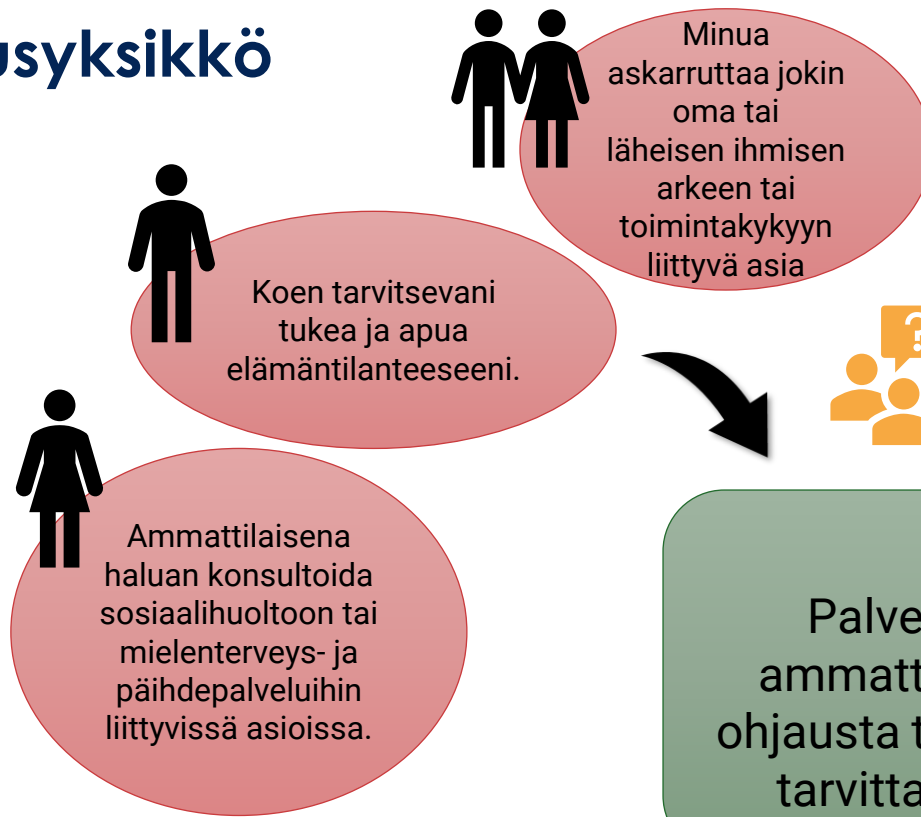 usyksikkö
Minua
askarruttaa jokin
oma tai
läheisen ihmisen
arkeen tai
toimintakykyyn
liittyvä asia
Koen tarvitsevani
tukea ja apua
elämäntilanteeseeni.
?
Ammattilaisena
haluan konsultoida
sosiaalihuoltoon tai
mielenterveys- ja
päihdepalveluihin
liittyvissä asioissa.
Palve
ammatt
ohjausta t
tarvitta